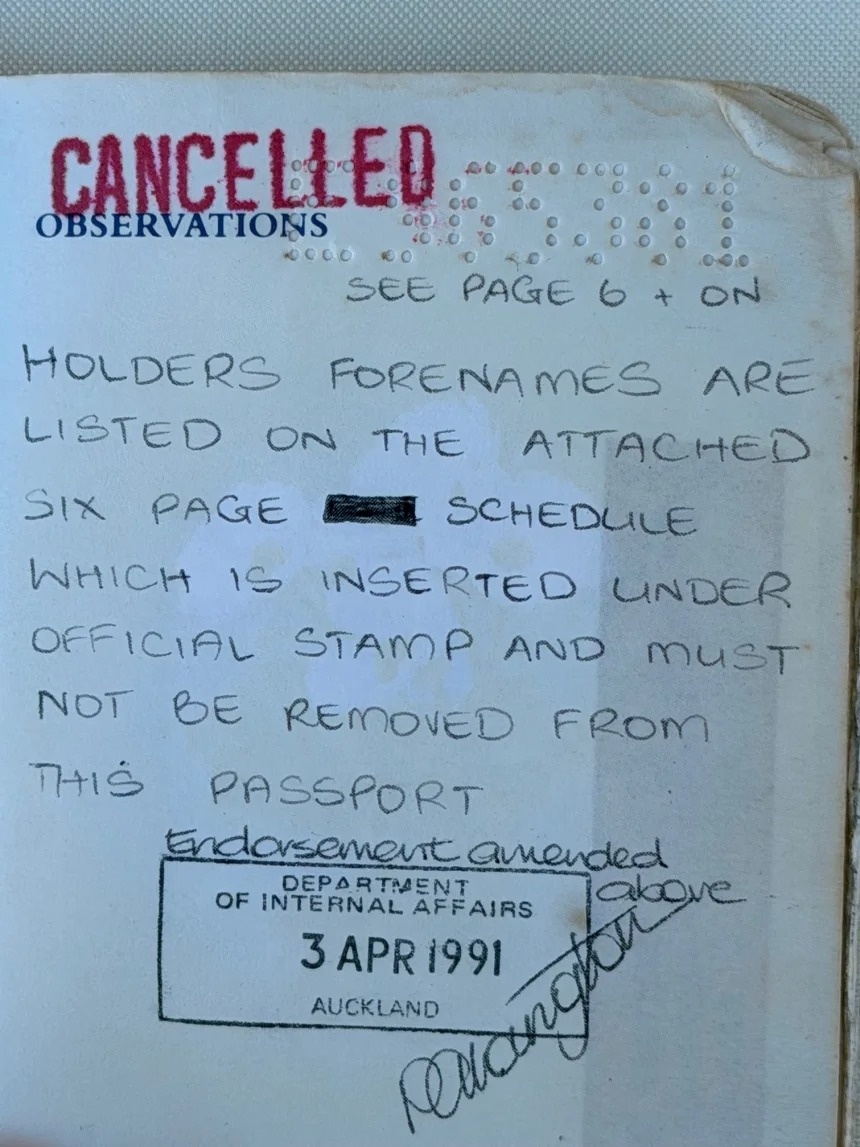 CANCELLED
OBSERVATIONS
SEE PAGE 6 + ON
HOLDERS FORENAMES ARE
LISTED ON THE ATTACHED
SIX PAGE SCHEDULE
WHICH IS INSERTED UNDER
OFFICIAL STAMP AND MUST
NOT BE REMOVED FROM
THIS PASSPORT
Endorsement amended
above
DEPARTMENT
OF INTERNAL AFFAIRS
3 APR 1991
AUCKLAND